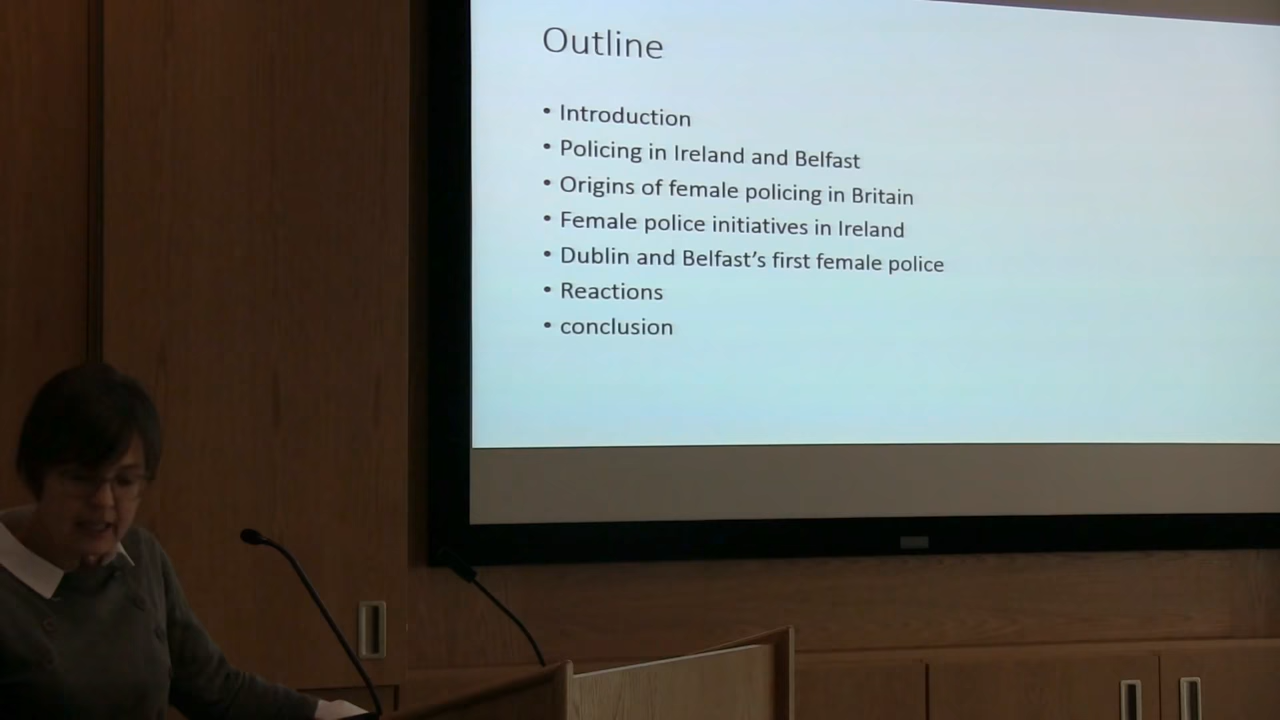 Outline
• Introduction
• Policing in Ireland and Belfast
• Origins of female policing in Britain
• Female police initiatives in Ireland
• Dublin and Belfast's first female police
• Reactions
• conclusion